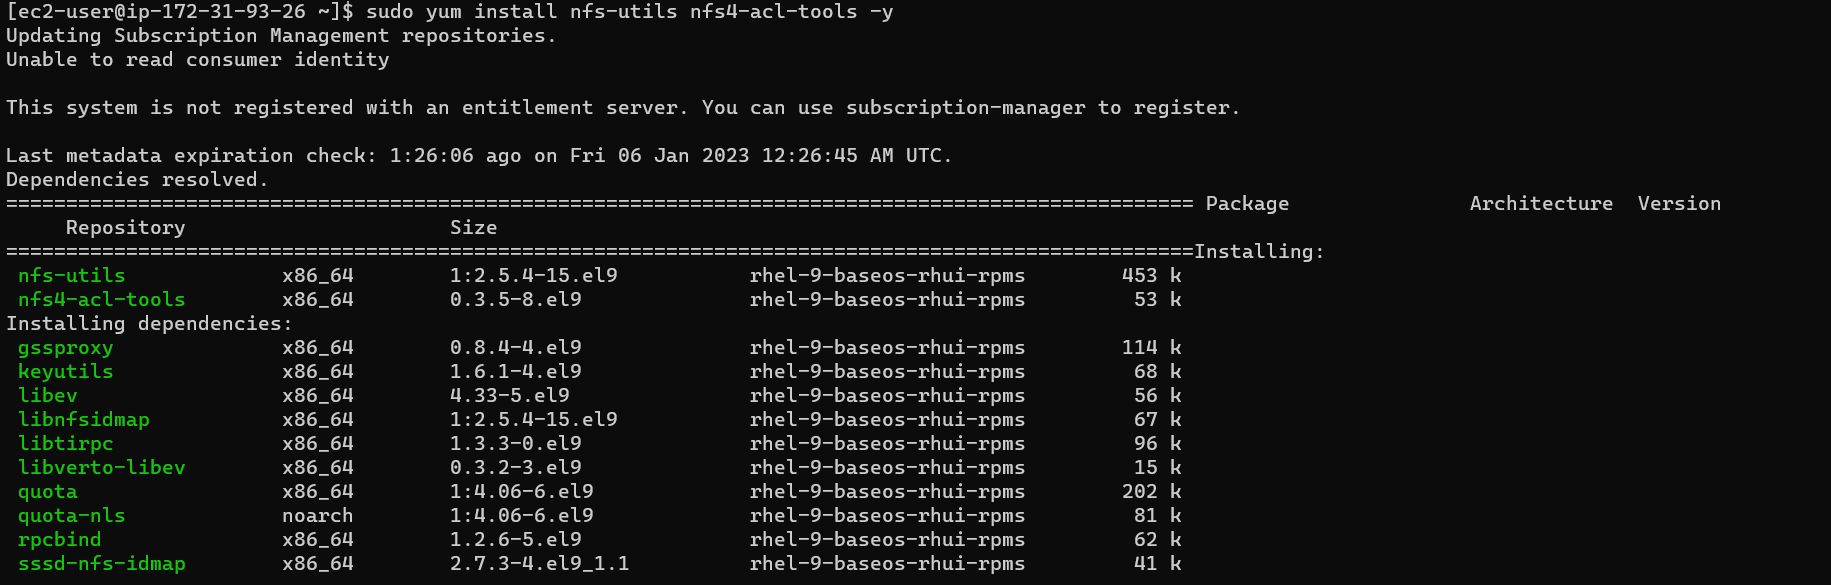 [ec2-user@ip-172-31-93-26 ~]$ sudo yum install nfs-utils nfs4-acl-tools -y
Updating Subscription Management repositories.
Unable to read consumer identity
This system is not registered with an entitlement server. You can use subscription-manager to register.
Last metadata expiration check: 1:26:06 ago on Fri 06 Jan 2023 12:26:45 AM UTC.
Dependencies resolved.
=================================================================================================== Package               Architecture  Version
     Repository                      Size
===================================================================================================Installing:
 nfs-utils             x86_64        1:2.5.4-15.el9           rhel-9-baseos-rhui-rpms        453 k
 nfs4-acl-tools        x86_64        0.3.5-8.el9              rhel-9-baseos-rhui-rpms         53 k
Installing dependencies:
 gssproxy              x86_64        0.8.4-4.el9              rhel-9-baseos-rhui-rpms        114 k
 keyutils              x86_64        1.6.1-4.el9              rhel-9-baseos-rhui-rpms         68 k
 libev                 x86_64        4.33-5.el9               rhel-9-baseos-rhui-rpms         56 k
 libnfsidmap           x86_64        1:2.5.4-15.el9           rhel-9-baseos-rhui-rpms         67 k
 libtirpc              x86_64        1.3.3-0.el9              rhel-9-baseos-rhui-rpms         96 k
 libverto-libev        x86_64        0.3.2-3.el9              rhel-9-baseos-rhui-rpms         15 k
 quota                 x86_64        1:4.06-6.el9             rhel-9-baseos-rhui-rpms        202 k
 quota-nls             noarch        1:4.06-6.el9             rhel-9-baseos-rhui-rpms         81 k
 rpcbind               x86_64        1.2.6-5.el9              rhel-9-baseos-rhui-rpms         62 k
 sssd-nfs-idmap        x86_64        2.7.3-4.el9_1.1          rhel-9-baseos-rhui-rpms         41 k